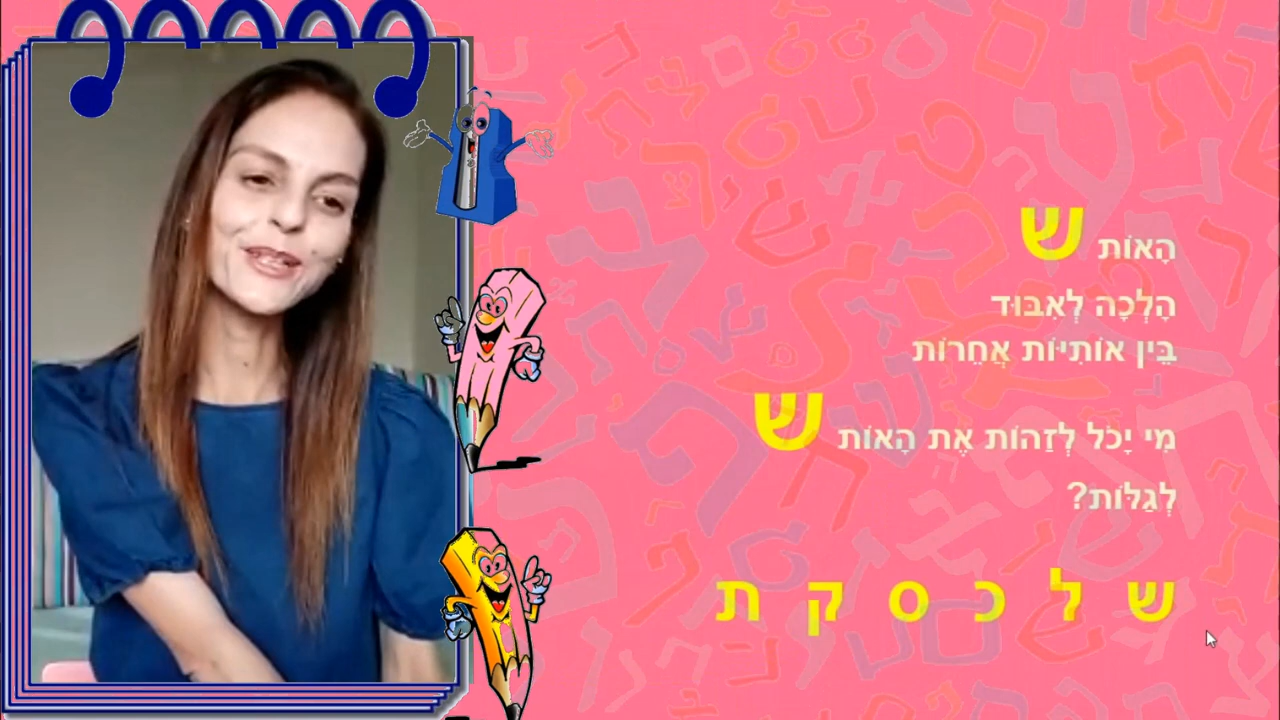 הָאוֹת ש
הָלְכָה לְאִבּוּד
בֵּין אוֹתִיּוֹת אֲחֵרוֹת
מִי יָכֹל לְזַהוֹת אֶת הָאוֹת ש
לְגַלּוֹת?
ש ל כ ס ק ת